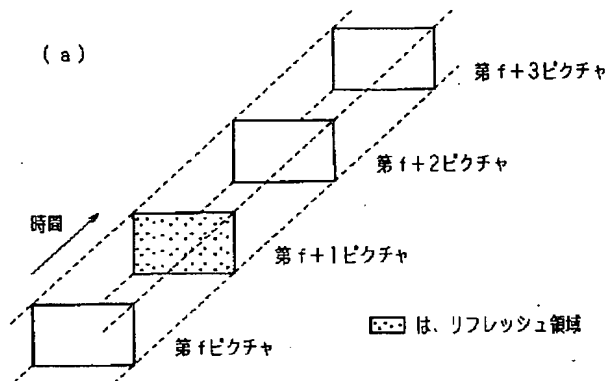 (a)
第f+3ピクチャ
第f+2ピクチャ
時間
第f+1ピクチャ
は、リフレッシュ領域
第fピクチャ